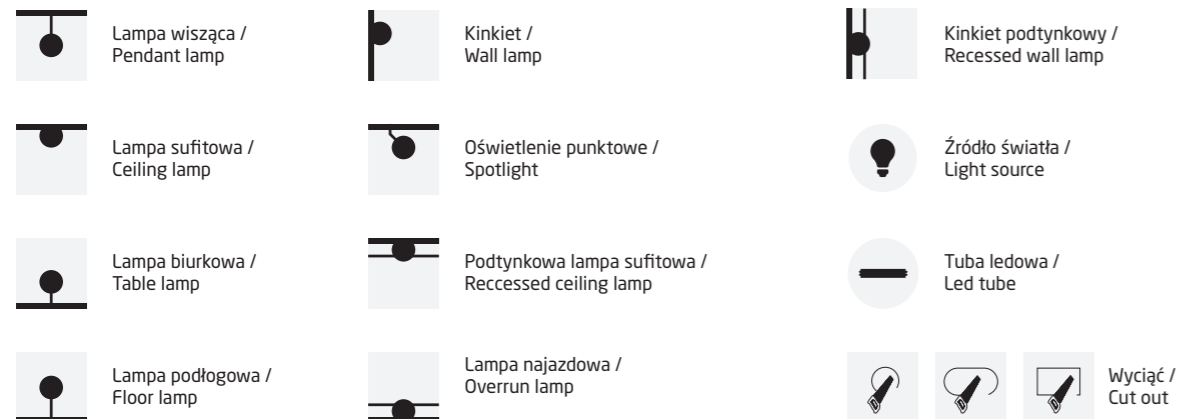 Lampa wisząca /
Pendant lamp
Kinkiet /
Wall lamp
Kinkiet podtynkowy /
Recessed wall lamp
Lampa sufitowa /
Ceiling lamp
Oświetlenie punktowe /
Spotlight
Źródło światła /
Light source
Lampa biurkowa /
Table lamp
Podtynkowa lampa sufitowa /
Reccessed ceiling lamp
Tuba ledowa /
Led tube
Lampa podłogowa /
Floor lamp
Lampa najazdowa /
Overrun lamp
Wyciąć /
Cut out